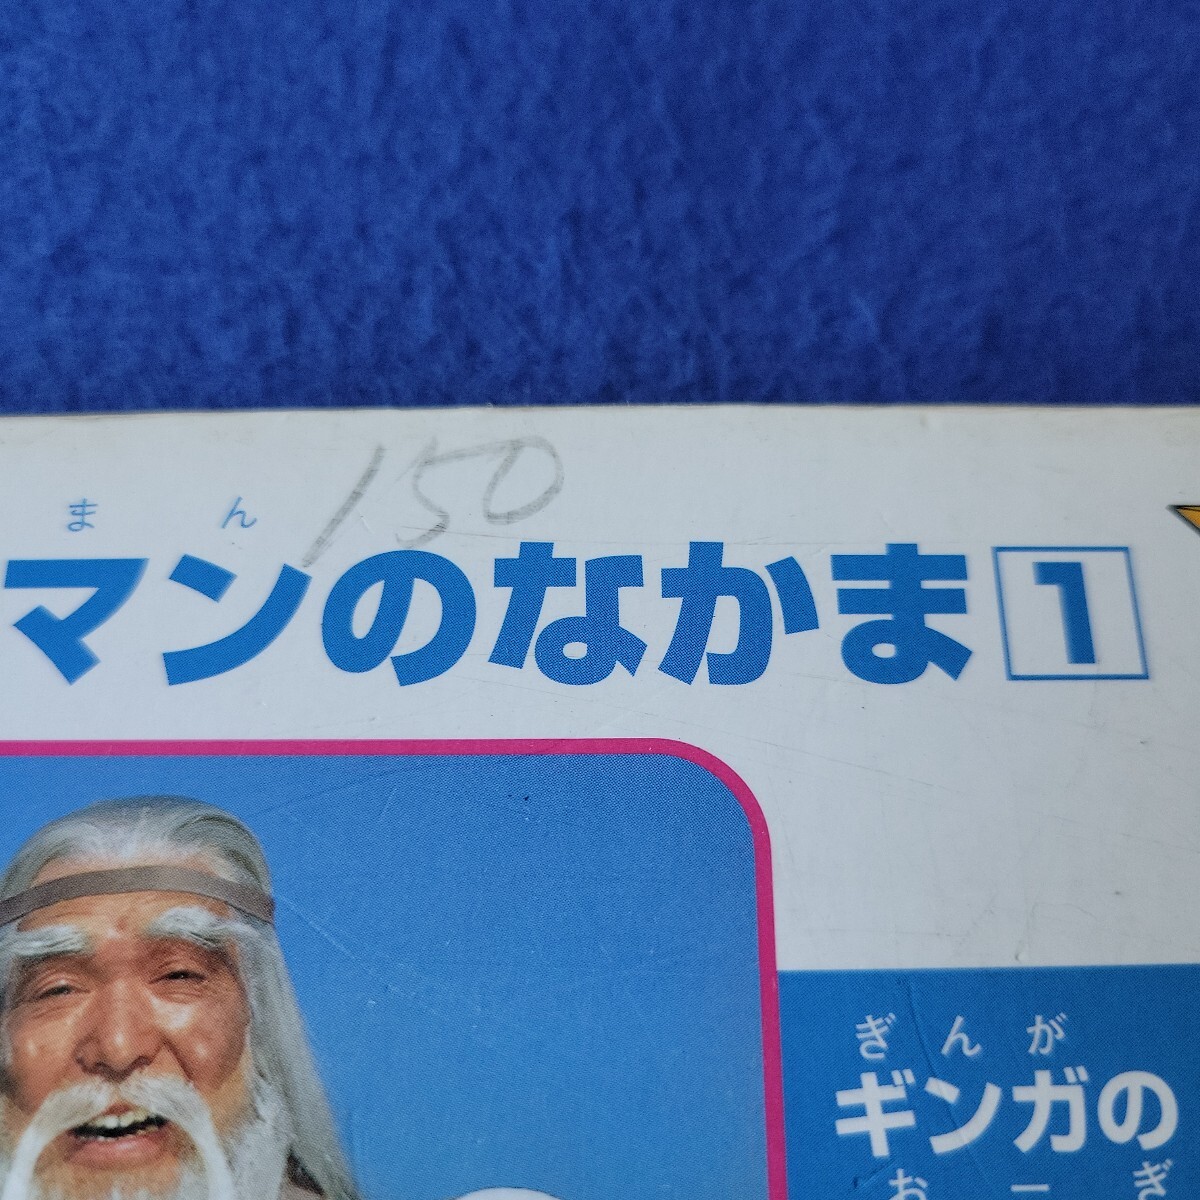 150
まん
マンのなかま1
ぎんが
ギンガの
おーぎ